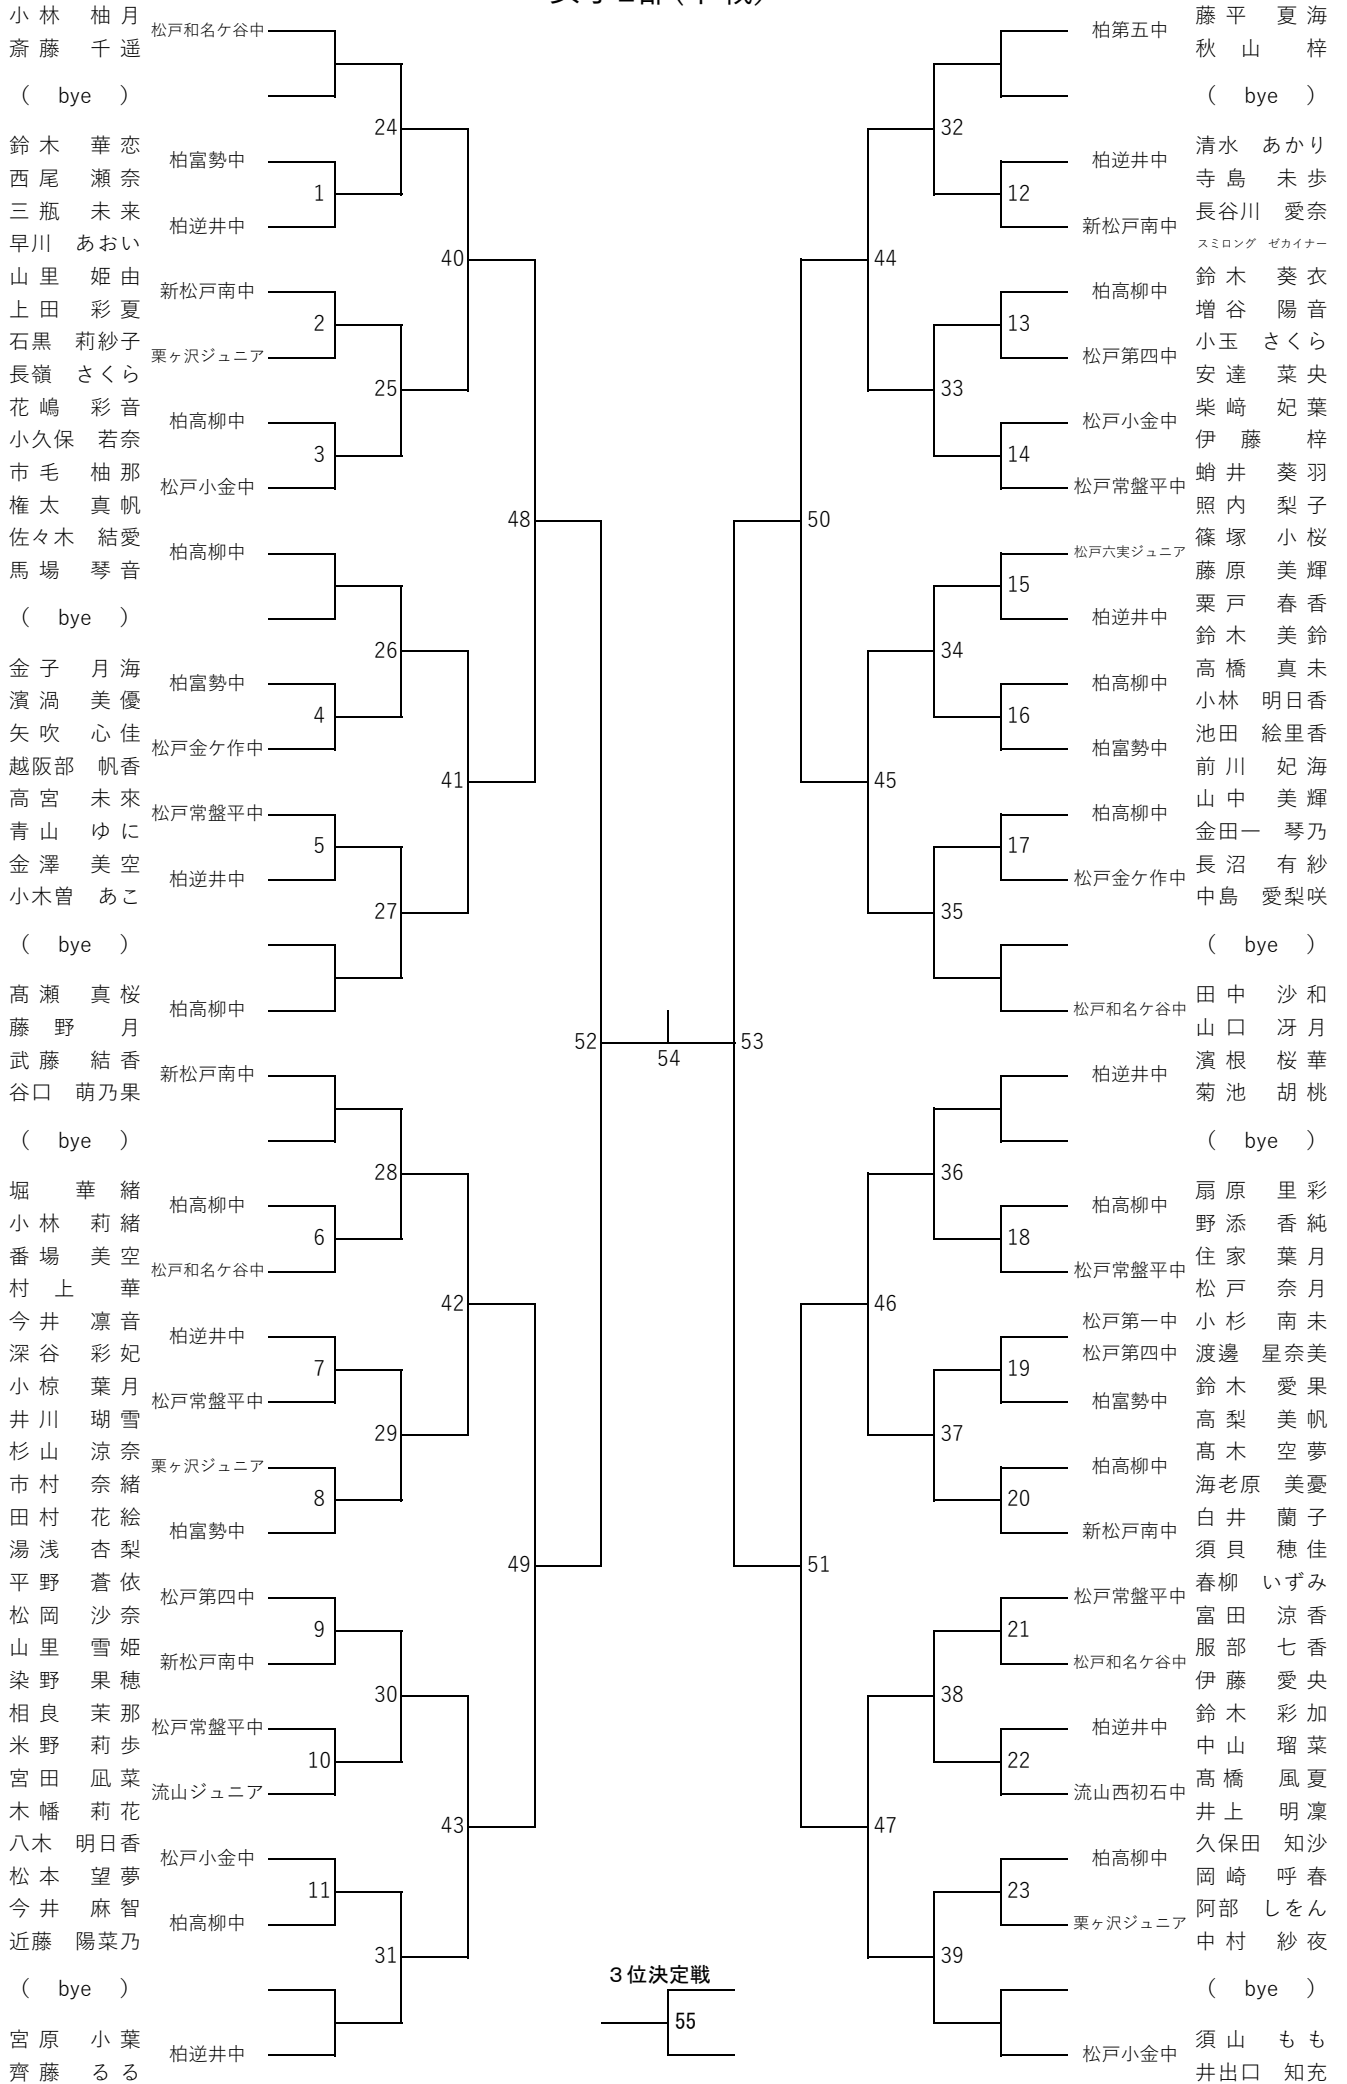 小林 柚月 松戸和名ケ谷中
斎藤 千遥
( bye )
24
鈴木 華恋 柏富勢中
西尾 瀬奈
1
三瓶 未来 柏逆井中
早川 あおい
40
山里 姫由 新松戸南中
上田 彩夏
2
石黒 莉紗子 栗ヶ沢ジュニア
長嶺 さくら
25
花嶋 彩音 柏高柳中
小久保 若奈
3
市毛 柚那 松戸小金中
権太 真帆
48
佐々木 結愛 柏高柳中
馬場 琴音
( bye )
26
金子 月海 柏富勢中
濱渦 美優
4
矢吹 心佳 松戸金ケ作中
越阪部 帆香
41
高宮 未來 松戸常盤平中
青山 ゆに
5
金澤 美空 柏逆井中
小木曽 あこ
27
( bye )
髙瀬 真桜 柏高柳中
藤野 月
52
54
武藤 結香 新松戸南中
谷口 萌乃果
( bye )
28
堀 華緒 柏高柳中
小林 莉緒
6
番場 美空 松戸和名ケ谷中
村上 華
42
今井 凛音 柏逆井中
深谷 彩妃
7
小椋 葉月 松戸常盤平中
井川 瑚雪
29
杉山 涼奈 栗ヶ沢ジュニア
市村 奈緒
8
田村 花絵 柏富勢中
湯浅 杏梨
49
平野 蒼依 松戸第四中
松岡 沙奈
9
山里 雪姫 新松戸南中
染野 果穂
30
相良 茉那 松戸常盤平中
米野 莉歩
10
宮田 凪菜 流山ジュニア
木幡 莉花
43
八木 明日香 松戸小金中
松本 望夢
11
今井 麻智 柏高柳中
近藤 陽菜乃
31
( bye )
宮原 小葉 柏逆井中
齊藤 るる
３位決定戦
55
柏第五中 藤平 夏海
秋山 梓
( bye )
32
柏逆井中 清水 あかり
寺島 未歩
12
新松戸南中 長谷川 愛奈
スミロング ゼカイナー
44
柏高柳中 鈴木 葵衣
増谷 陽音
13
松戸第四中 小玉 さくら
安達 菜央
33
松戸小金中 柴﨑 妃葉
伊藤 梓
14
松戸常盤平中 蛸井 葵羽
照内 梨子
50
松戸六実ジュニア 篠塚 小桜
藤原 美輝
15
柏逆井中 粟戸 春香
鈴木 美鈴
34
柏高柳中 高橋 真未
小林 明日香
16
柏富勢中 池田 絵里香
前川 妃海
45
柏高柳中 山中 美輝
金田一 琴乃
17
松戸金ケ作中 長沼 有紗
中島 愛梨咲
35
( bye )
松戸和名ケ谷中 田中 沙和
山口 冴月
53
柏逆井中 濱根 桜華
菊池 胡桃
( bye )
36
柏高柳中 扇原 里彩
野添 香純
18
松戸常盤平中 住家 葉月
松戸 奈月
46
松戸第一中 小杉 南未
松戸第四中 渡邊 星奈美
19
柏富勢中 鈴木 愛果
高梨 美帆
37
柏高柳中 髙木 空夢
海老原 美憂
20
新松戸南中 白井 蘭子
須貝 穂佳
51
松戸常盤平中 春柳 いずみ
富田 涼香
21
松戸和名ケ谷中 服部 七香
伊藤 愛央
38
柏逆井中 鈴木 彩加
中山 瑠菜
22
流山西初石中 髙橋 風夏
井上 明凜
47
柏高柳中 久保田 知沙
岡崎 呼春
23
栗ヶ沢ジュニア 阿部 しをん
中村 紗夜
39
( bye )
松戸小金中 須山 もも
井出口 知充